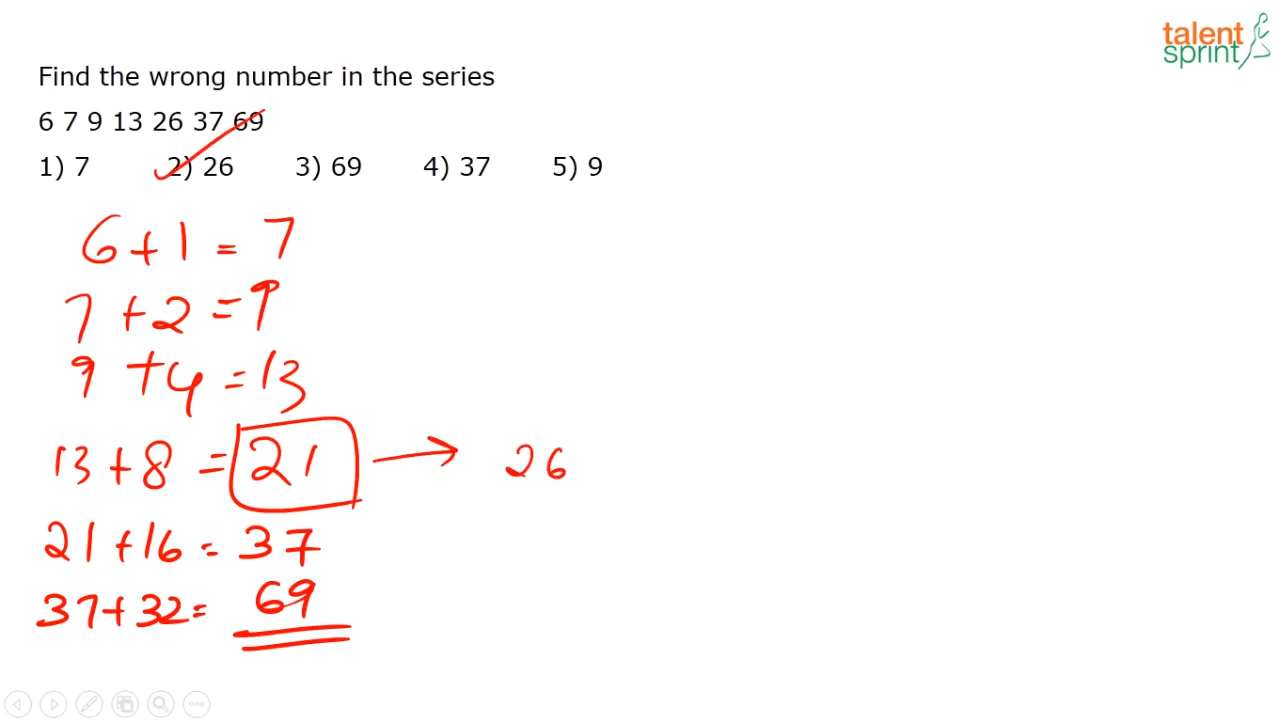 talent
sprint
Find the wrong number in the series
6 7 9 13 26 37 69
1) 7 2) 26 3) 69 4) 37 5) 9
6 + 1 = 7
7 + 2 = 9
9 + 4 = 13
13 + 8 = 21 → 26
21 + 16 = 37
37 + 32 = 69